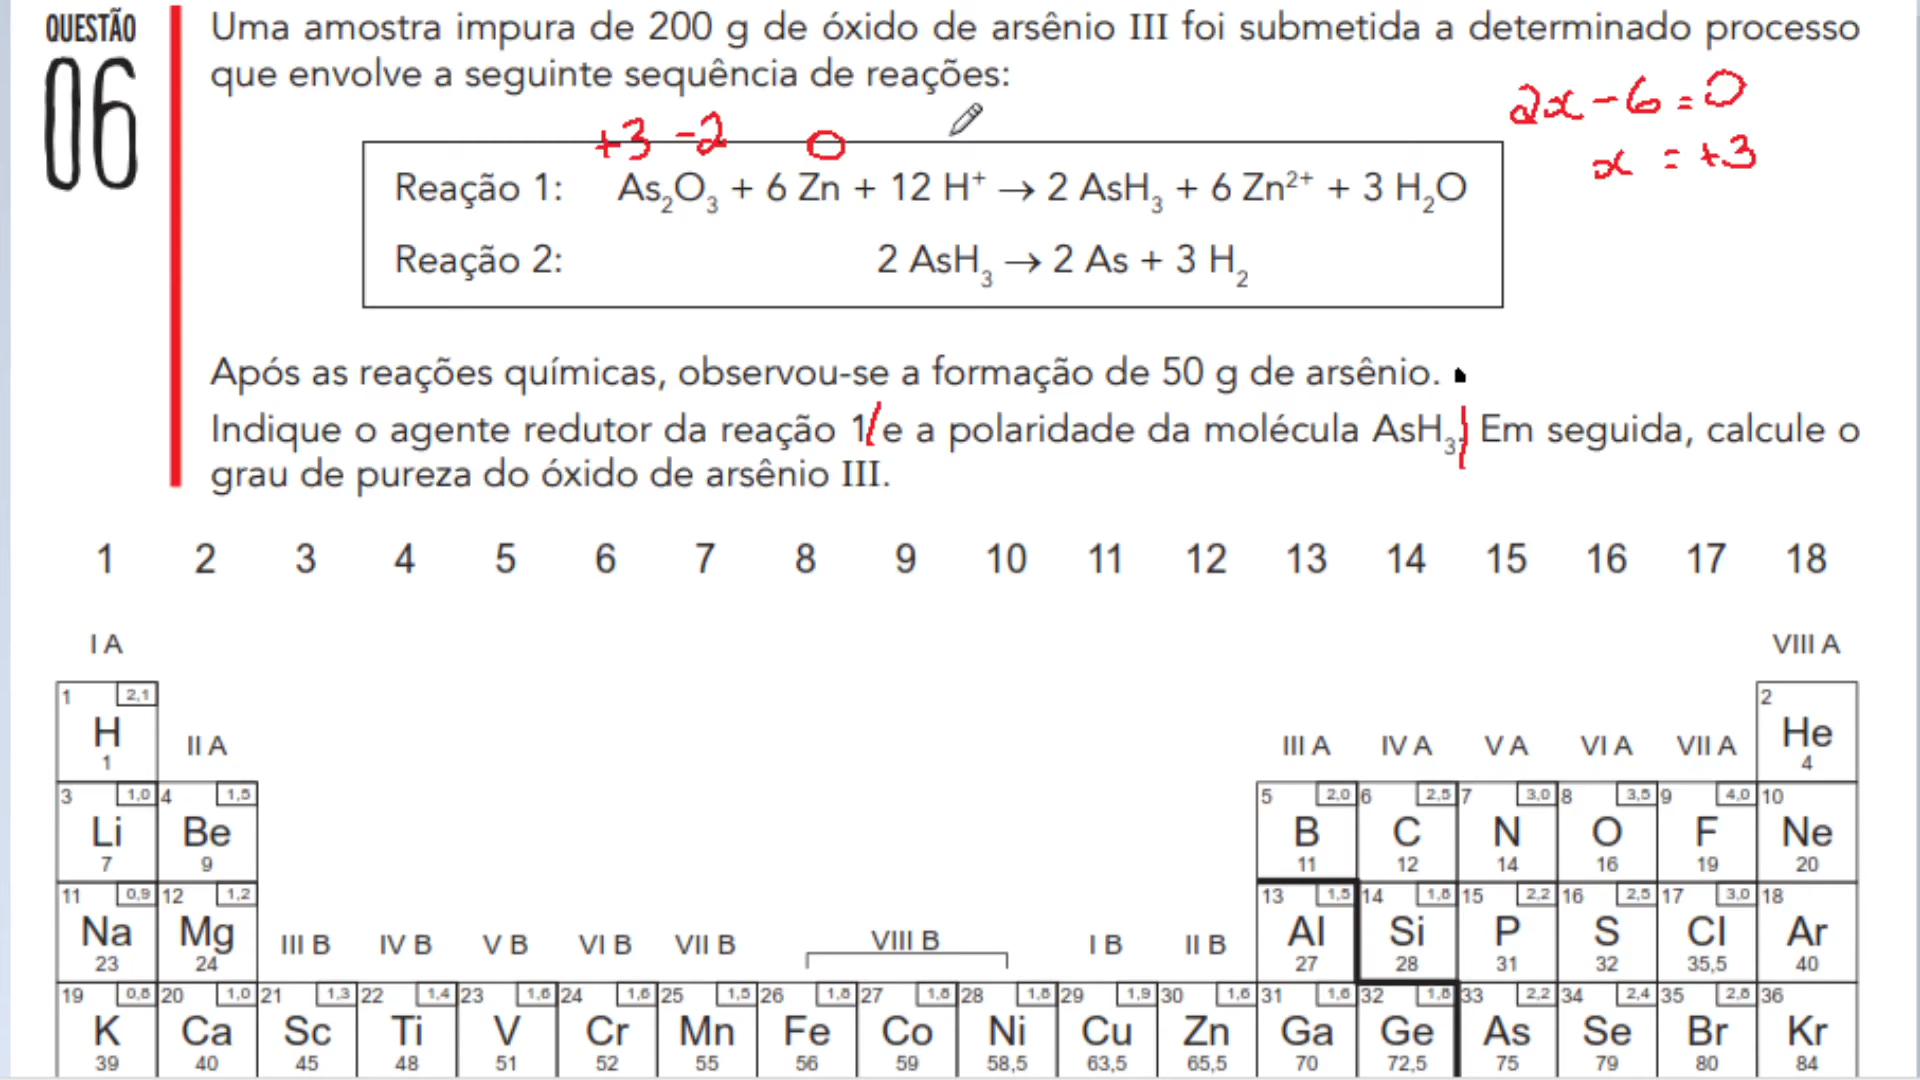 QUESTÃO
06
Uma amostra impura de 200 g de óxido de arsênio III foi submetida a determinado processo
que envolve a seguinte sequência de reações:
2x - 6 = 0
x = +3
+3 -2 0
Reação 1: As₂O₃ + 6 Zn + 12 H⁺ → 2 AsH₃ + 6 Zn²⁺ + 3 H₂O
Reação 2: 2 AsH₃ → 2 As + 3 H₂
Após as reações químicas, observou-se a formação de 50 g de arsênio.
Indique o agente redutor da reação 1 e a polaridade da molécula AsH₃. Em seguida, calcule o
grau de pureza do óxido de arsênio III.
1 2 3 4 5 6 7 8 9 10 11 12 13 14 15 16 17 18
I A VIII A
1 2,1 2
H He
1 4
II A III A IV A V A VI A VII A
3 1,0 4 1,5 5 2,0 6 2,5 7 3,0 8 3,5 9 4,0 10
Li Be B C N O F Ne
7 9 11 12 14 16 19 20
11 0,9 12 1,2 13 1,5 14 1,8 15 2,2 16 2,5 17 3,0 18
Na Mg Al Si P S Cl Ar
23 24 27 28 31 32 35,5 40
III B IV B V B VI B VII B VIII B I B II B
19 0,8 20 1,0 21 1,3 22 1,4 23 1,6 24 1,6 25 1,5 26 1,8 27 1,8 28 1,8 29 1,9 30 1,6 31 1,6 32 1,8 33 2,2 34 2,4 35 2,8 36
K Ca Sc Ti V Cr Mn Fe Co Ni Cu Zn Ga Ge As Se Br Kr
39 40 45 48 51 52 55 56 59 58,5 63,5 65,5 70 72,5 75 79 80 84